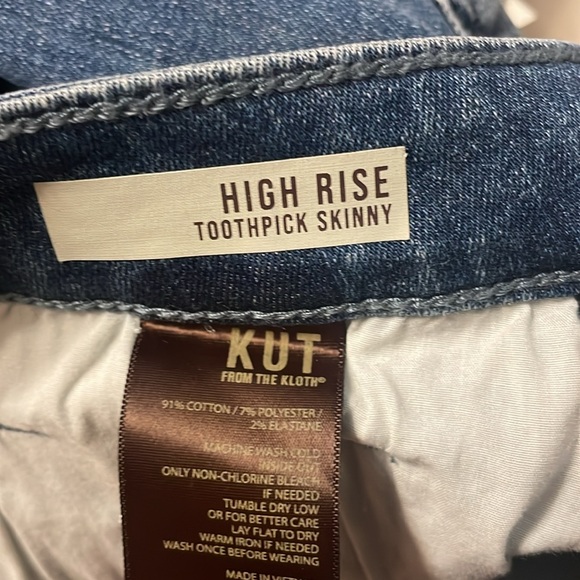 HIGH RISE
TOOTHPICK SKINNY
KUT
FROM THE KLOTH®
91% COTTON / 7% POLYESTER /
2% ELASTANE
MACHINE WASH COLD
INSIDE OUT
ONLY NON-CHLORINE BLEACH
IF NEEDED
TUMBLE DRY LOW
OR FOR BETTER CARE
LAY FLAT TO DRY
WARM IRON IF NEEDED
WASH ONCE BEFORE WEARING
MADE IN